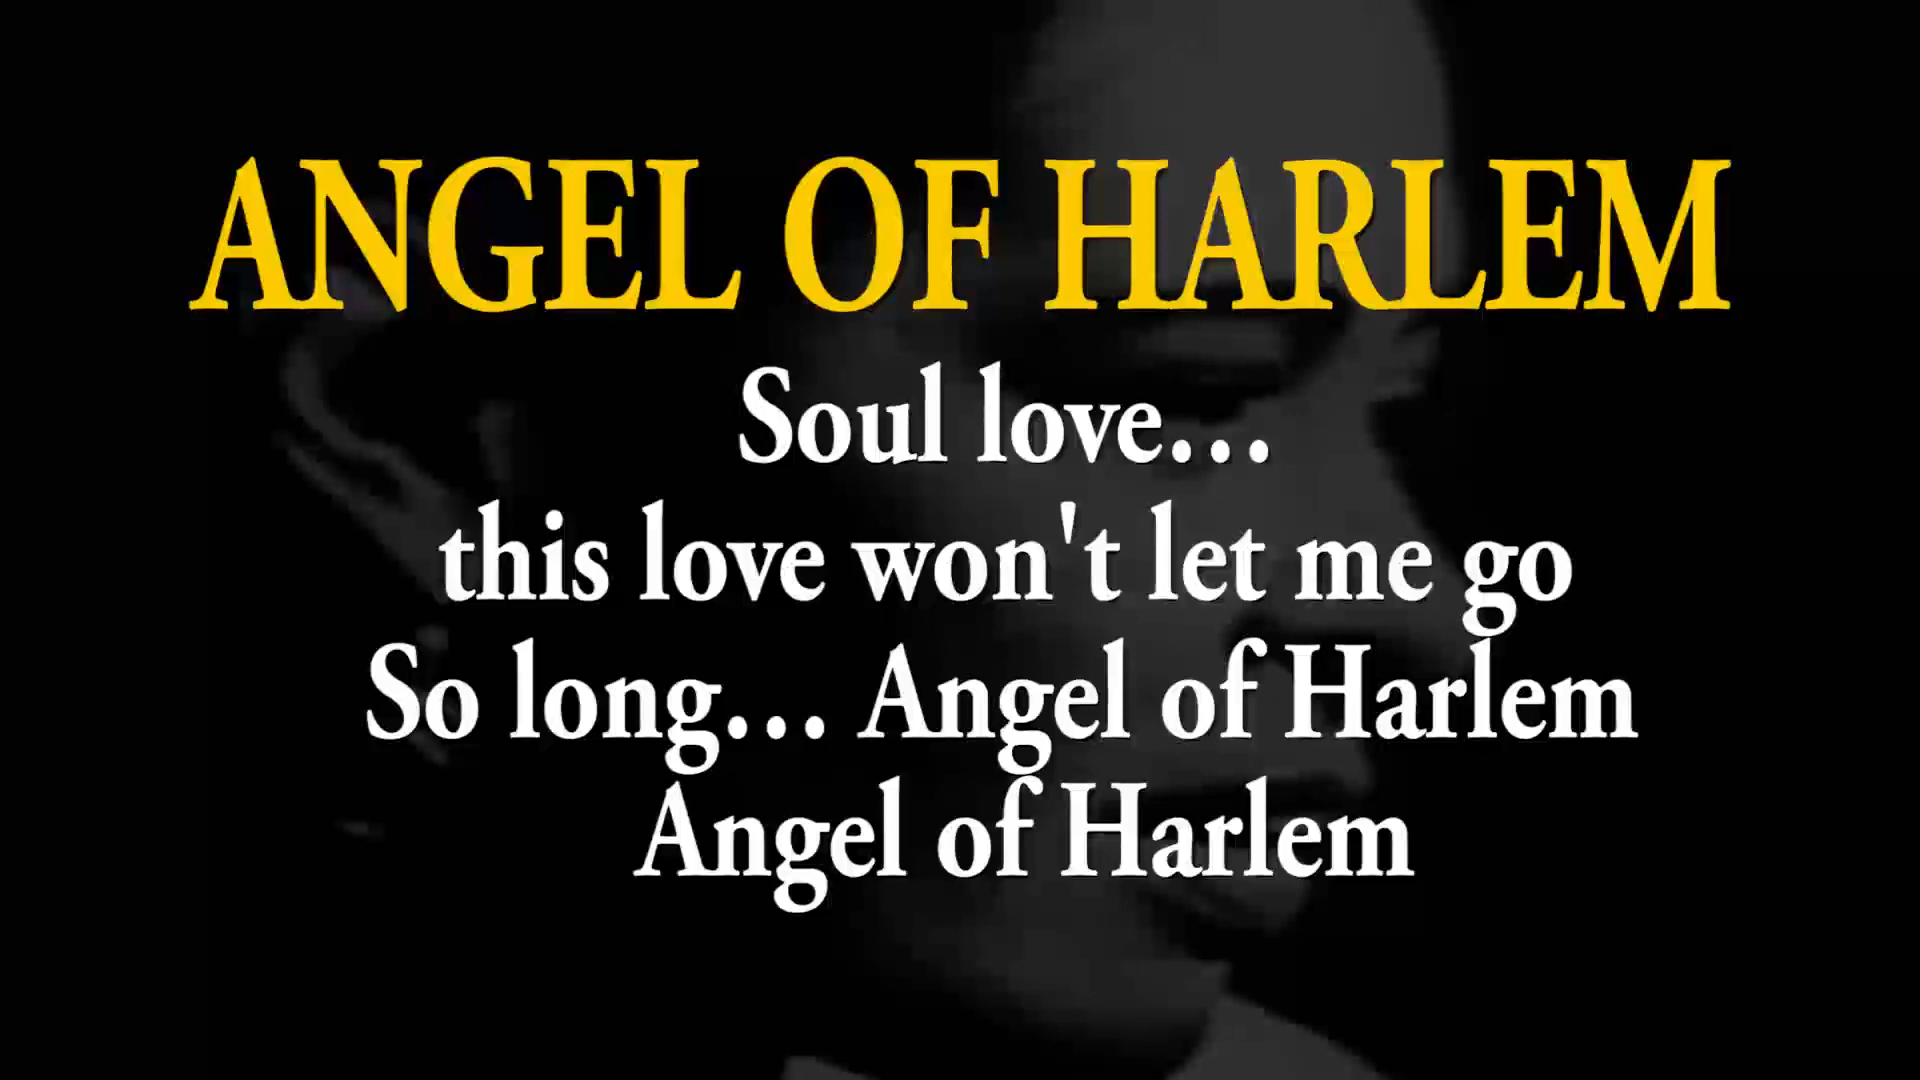 ANGEL OF HARLEM
Soul love…
this love won't let me go
So long… Angel of Harlem
Angel of Harlem